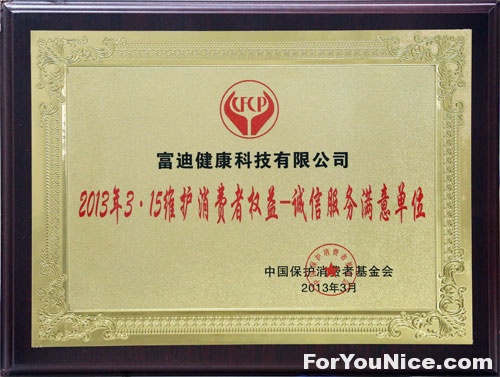 CFCP
富迪健康科技有限公司
2013年3·15维护消费者权益-诚信服务满意单位
中国保护消费者基金会
2013年3月
ForYouNice.com